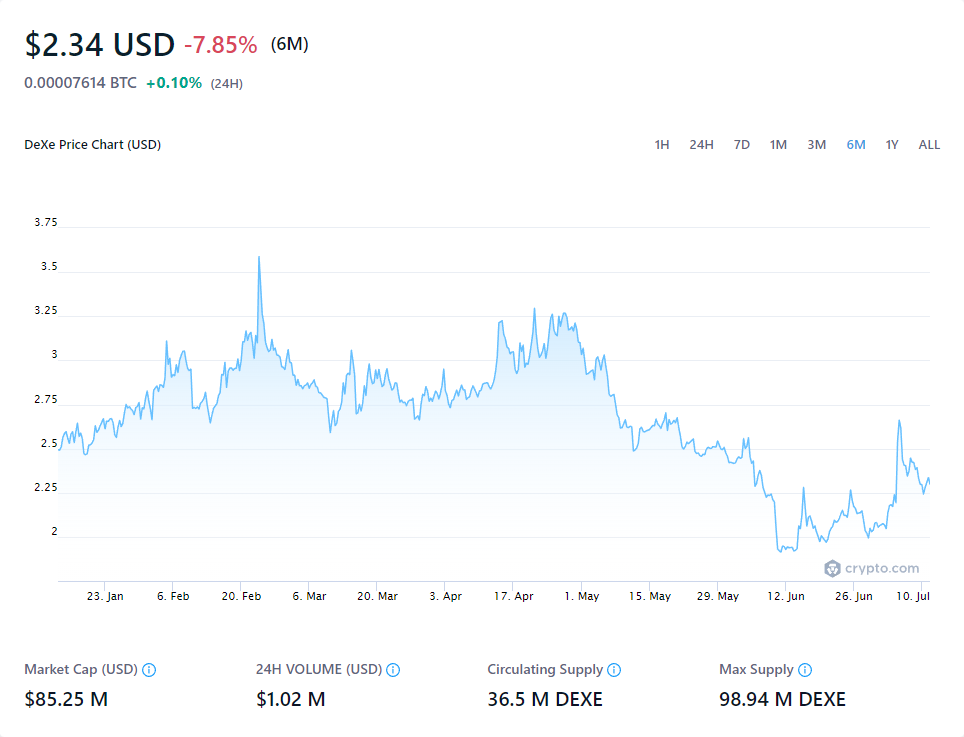 $2.34 USD -7.85% (6M)
0.00007614 BTC +0.10% (24H)
DeXe Price Chart (USD) 1H 24H 7D 1M 3M 6M 1Y ALL
3.75
3.5
3.25
3
2.75
2.5
2.25
2
crypto.com
23. Jan 6. Feb 20. Feb 6. Mar 20. Mar 3. Apr 17. Apr 1. May 15. May 29. May 12. Jun 26. Jun 10. Jul
Market Cap (USD) 24H VOLUME (USD) Circulating Supply Max Supply
$85.25 M $1.02 M 36.5 M DEXE 98.94 M DEXE